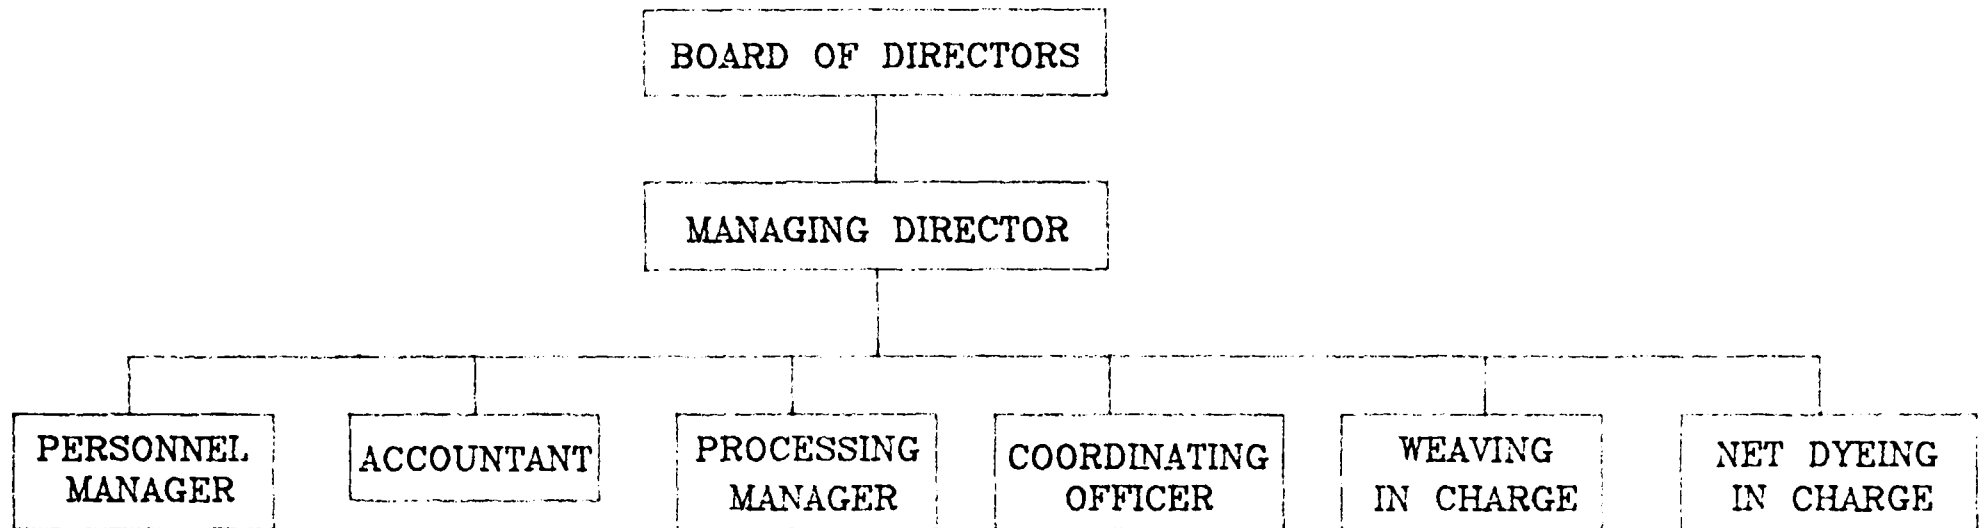 BOARD OF DIRECTORS
MANAGING DIRECTOR
PERSONNEL
MANAGER
ACCOUNTANT
PROCESSING
MANAGER
COORDINATING
OFFICER
WEAVING
IN CHARGE
NET DYEING
IN CHARGE